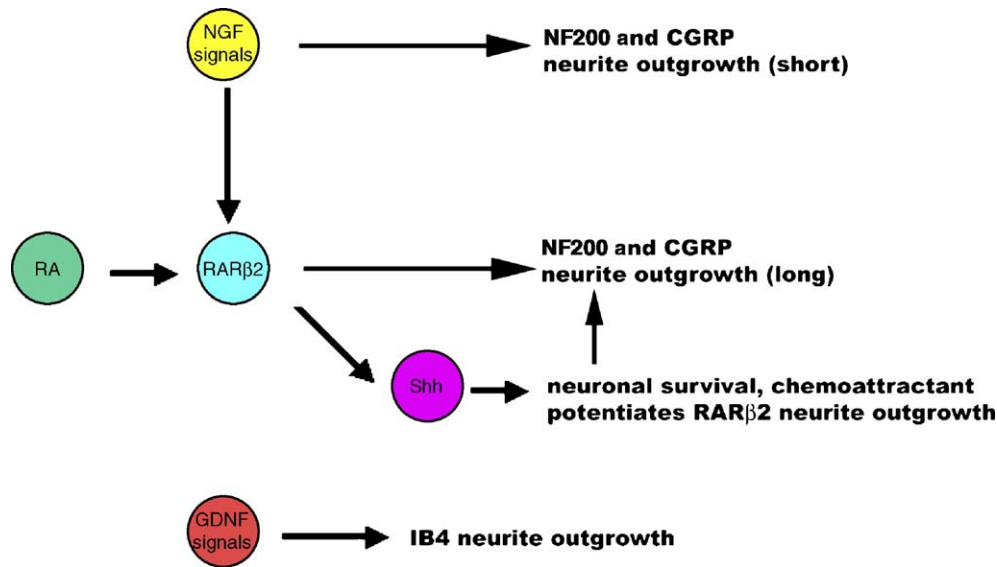 NGF
signals
NF200 and CGRP
neurite outgrowth (short)
RA
RARβ2
NF200 and CGRP
neurite outgrowth (long)
Shh
neuronal survival, chemoattractant
potentiates RARβ2 neurite outgrowth
GDNF
signals
IB4 neurite outgrowth